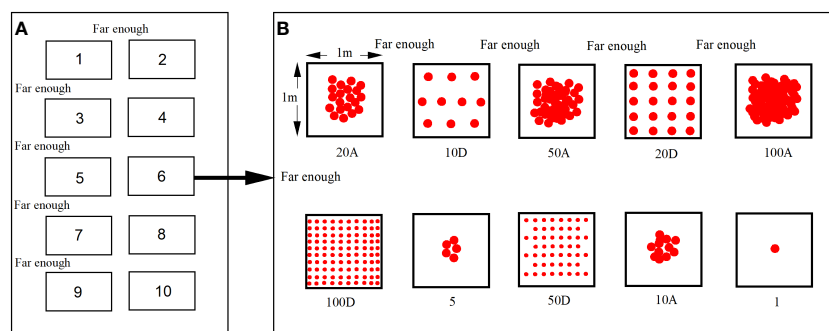 A
Far enough
1 2
Far enough
3 4
Far enough
5 6
Far enough
7 8
Far enough
9 10
B
Far enough Far enough Far enough Far enough
1m
1m
20A 10D 50A 20D 100A
Far enough
100D 5 50D 10A 1